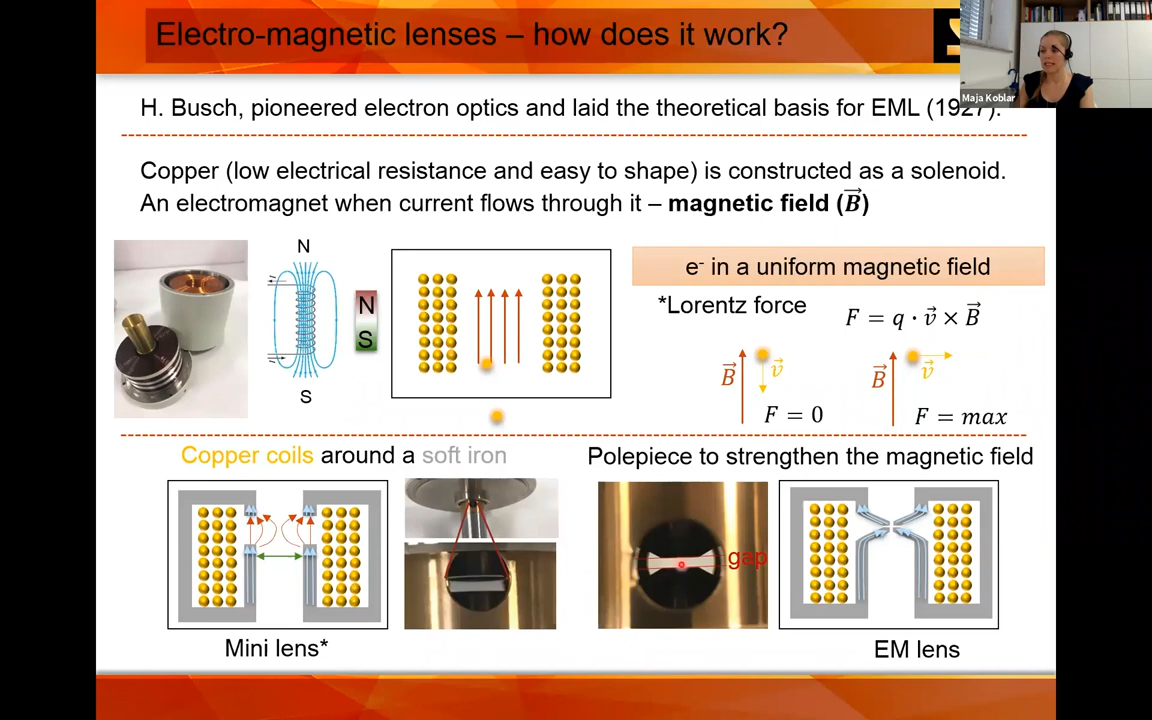 Electro-magnetic lenses – how does it work?
Maja Koblar
H. Busch, pioneered electron optics and laid the theoretical basis for EML (1927).
Copper (low electrical resistance and easy to shape) is constructed as a solenoid.
An electromagnet when current flows through it – magnetic field (B⃗)
N
S
N
S
e⁻ in a uniform magnetic field
*Lorentz force
F = q · v⃗ × B⃗
B⃗
v⃗
F = 0
B⃗
v⃗
F = max
Copper coils around a soft iron
Polepiece to strengthen the magnetic field
gap
Mini lens*
EM lens